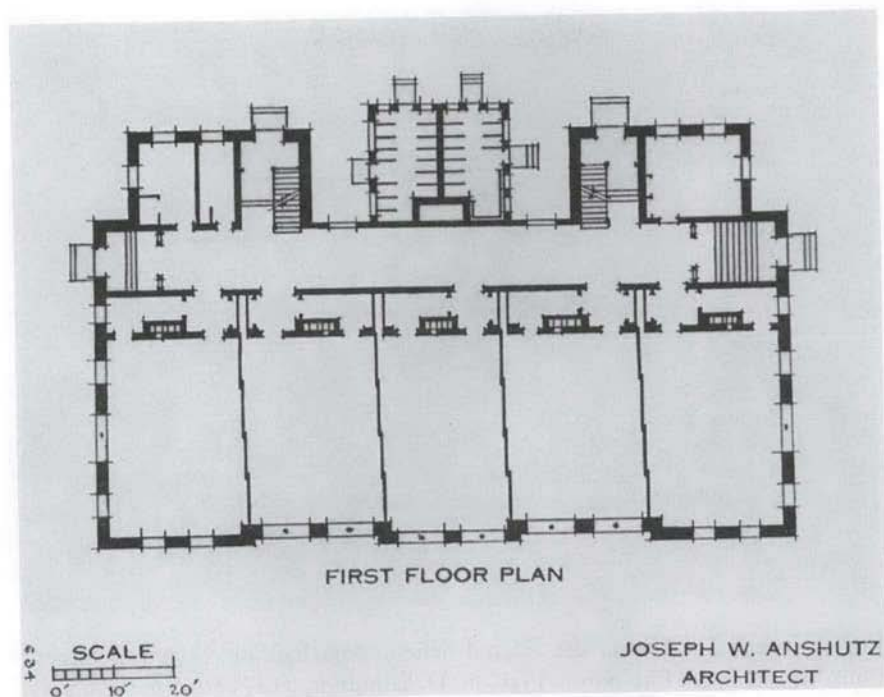 FIRST FLOOR PLAN
SCALE
0' 10' 20'
JOSEPH W. ANSHUTZ
ARCHITECT